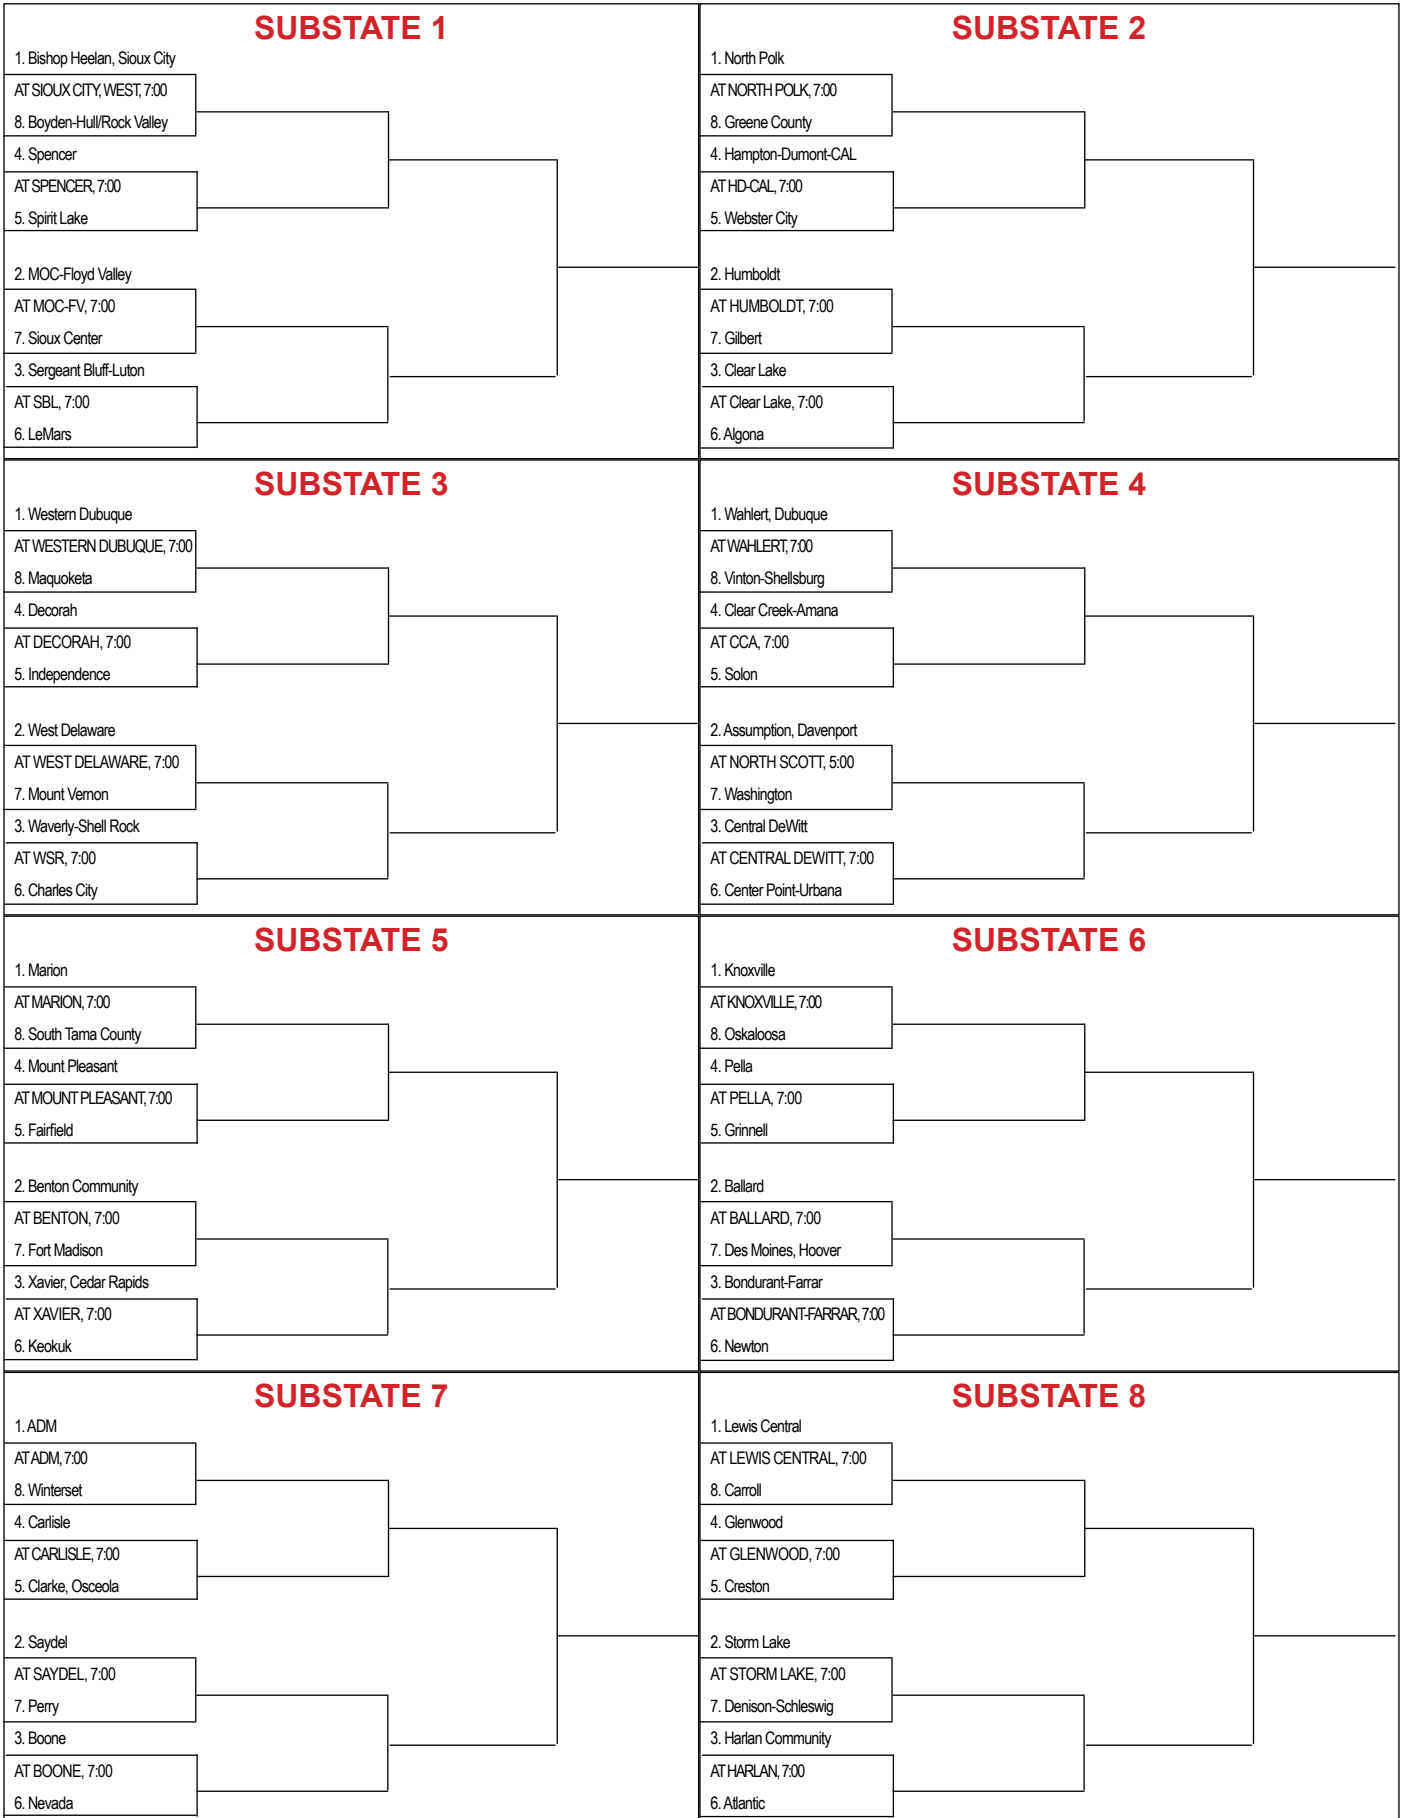 SUBSTATE 1
1. Bishop Heelan, Sioux City
AT SIOUX CITY, WEST, 7:00
8. Boyden-Hull/Rock Valley
4. Spencer
AT SPENCER, 7:00
5. Spirit Lake
2. MOC-Floyd Valley
AT MOC-FV, 7:00
7. Sioux Center
3. Sergeant Bluff-Luton
AT SBL, 7:00
6. LeMars
SUBSTATE 2
1. North Polk
AT NORTH POLK, 7:00
8. Greene County
4. Hampton-Dumont-CAL
AT HD-CAL, 7:00
5. Webster City
2. Humboldt
AT HUMBOLDT, 7:00
7. Gilbert
3. Clear Lake
AT Clear Lake, 7:00
6. Algona
SUBSTATE 3
1. Western Dubuque
AT WESTERN DUBUQUE, 7:00
8. Maquoketa
4. Decorah
AT DECORAH, 7:00
5. Independence
2. West Delaware
AT WEST DELAWARE, 7:00
7. Mount Vernon
3. Waverly-Shell Rock
AT WSR, 7:00
6. Charles City
SUBSTATE 4
1. Wahlert, Dubuque
AT WAHLERT, 7:00
8. Vinton-Shellsburg
4. Clear Creek-Amana
AT CCA, 7:00
5. Solon
2. Assumption, Davenport
AT NORTH SCOTT, 5:00
7. Washington
3. Central DeWitt
AT CENTRAL DEWITT, 7:00
6. Center Point-Urbana
SUBSTATE 5
1. Marion
AT MARION, 7:00
8. South Tama County
4. Mount Pleasant
AT MOUNT PLEASANT, 7:00
5. Fairfield
2. Benton Community
AT BENTON, 7:00
7. Fort Madison
3. Xavier, Cedar Rapids
AT XAVIER, 7:00
6. Keokuk
SUBSTATE 6
1. Knoxville
AT KNOXVILLE, 7:00
8. Oskaloosa
4. Pella
AT PELLA, 7:00
5. Grinnell
2. Ballard
AT BALLARD, 7:00
7. Des Moines, Hoover
3. Bondurant-Farrar
AT BONDURANT-FARRAR, 7:00
6. Newton
SUBSTATE 7
1. ADM
AT ADM, 7:00
8. Winterset
4. Carlisle
AT CARLISLE, 7:00
5. Clarke, Osceola
2. Saydel
AT SAYDEL, 7:00
7. Perry
3. Boone
AT BOONE, 7:00
6. Nevada
SUBSTATE 8
1. Lewis Central
AT LEWIS CENTRAL, 7:00
8. Carroll
4. Glenwood
AT GLENWOOD, 7:00
5. Creston
2. Storm Lake
AT STORM LAKE, 7:00
7. Denison-Schleswig
3. Harlan Community
AT HARLAN, 7:00
6. Atlantic